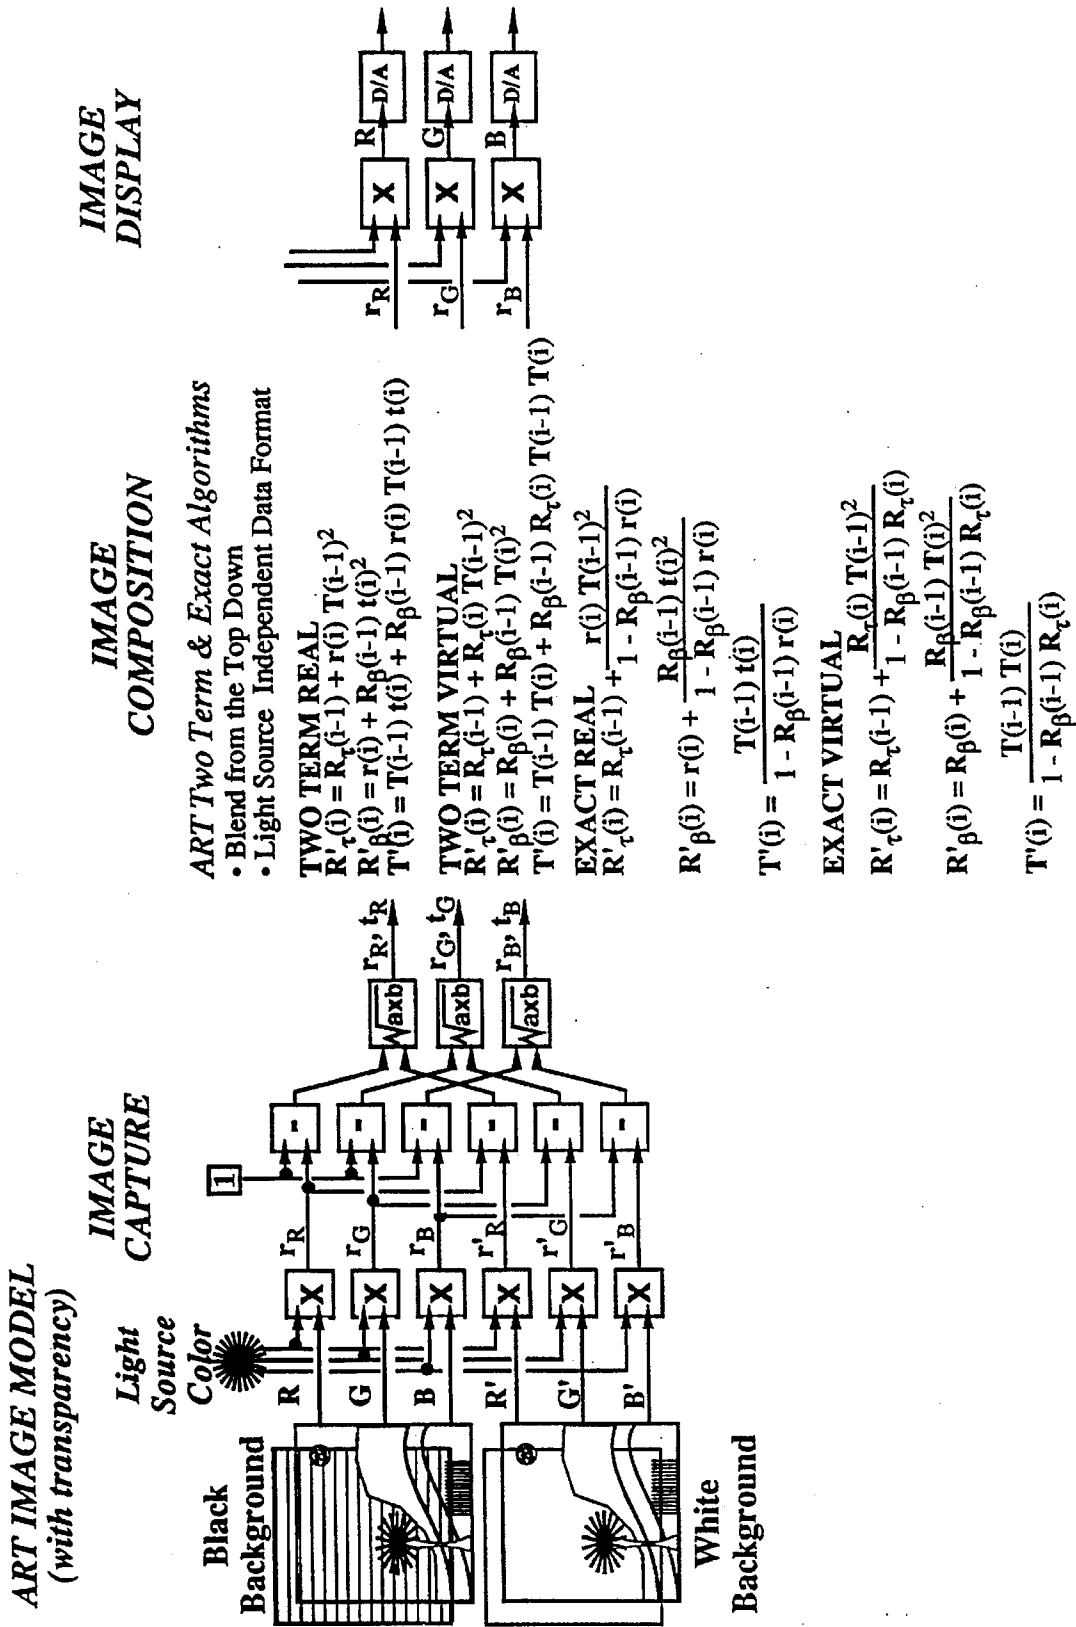 ART IMAGE MODEL
(with transparency)
Light
Source
Color
IMAGE
CAPTURE
IMAGE
COMPOSITION
IMAGE
DISPLAY
Black
Background
White
Background
R
G
B
R'
G'
B'
X
X
X
X
X
X
r_R
r_G
r_B
r'_R
r'_G
r'_B
1
-
-
-
-
-
-
√axb
√axb
√axb
r_R, t_R
r_G, t_G
r_B, t_B
ART Two Term & Exact Algorithms
• Blend from the Top Down
• Light Source Independent Data Format
TWO TERM REAL
R'_τ(i) = R_τ(i-1) + r(i) T(i-1)²
R'_β(i) = r(i) + R_β(i-1) t(i)²
T'(i) = T(i-1) t(i) + R_β(i-1) r(i) T(i-1) t(i)
TWO TERM VIRTUAL
R'_τ(i) = R_τ(i-1) + R_τ(i) T(i-1)²
R'_β(i) = R_β(i) + R_β(i-1) T(i)²
T'(i) = T(i-1) T(i) + R_β(i-1) R_τ(i) T(i-1) T(i)
EXACT REAL
R'_τ(i) = R_τ(i-1) + r(i) T(i-1)² / 1 - R_β(i-1) r(i)
R'_β(i) = r(i) + R_β(i-1) t(i)² / 1 - R_β(i-1) r(i)
T'(i) = T(i-1) t(i) / 1 - R_β(i-1) r(i)
EXACT VIRTUAL
R'_τ(i) = R_τ(i-1) + R_τ(i) T(i-1)² / 1 - R_β(i-1) R_τ(i)
R'_β(i) = R_β(i) + R_β(i-1) T(i)² / 1 - R_β(i-1) R_τ(i)
T'(i) = T(i-1) T(i) / 1 - R_β(i-1) R_τ(i)
r_R
r_G
r_B
X
X
X
R
G
B
D/A
D/A
D/A